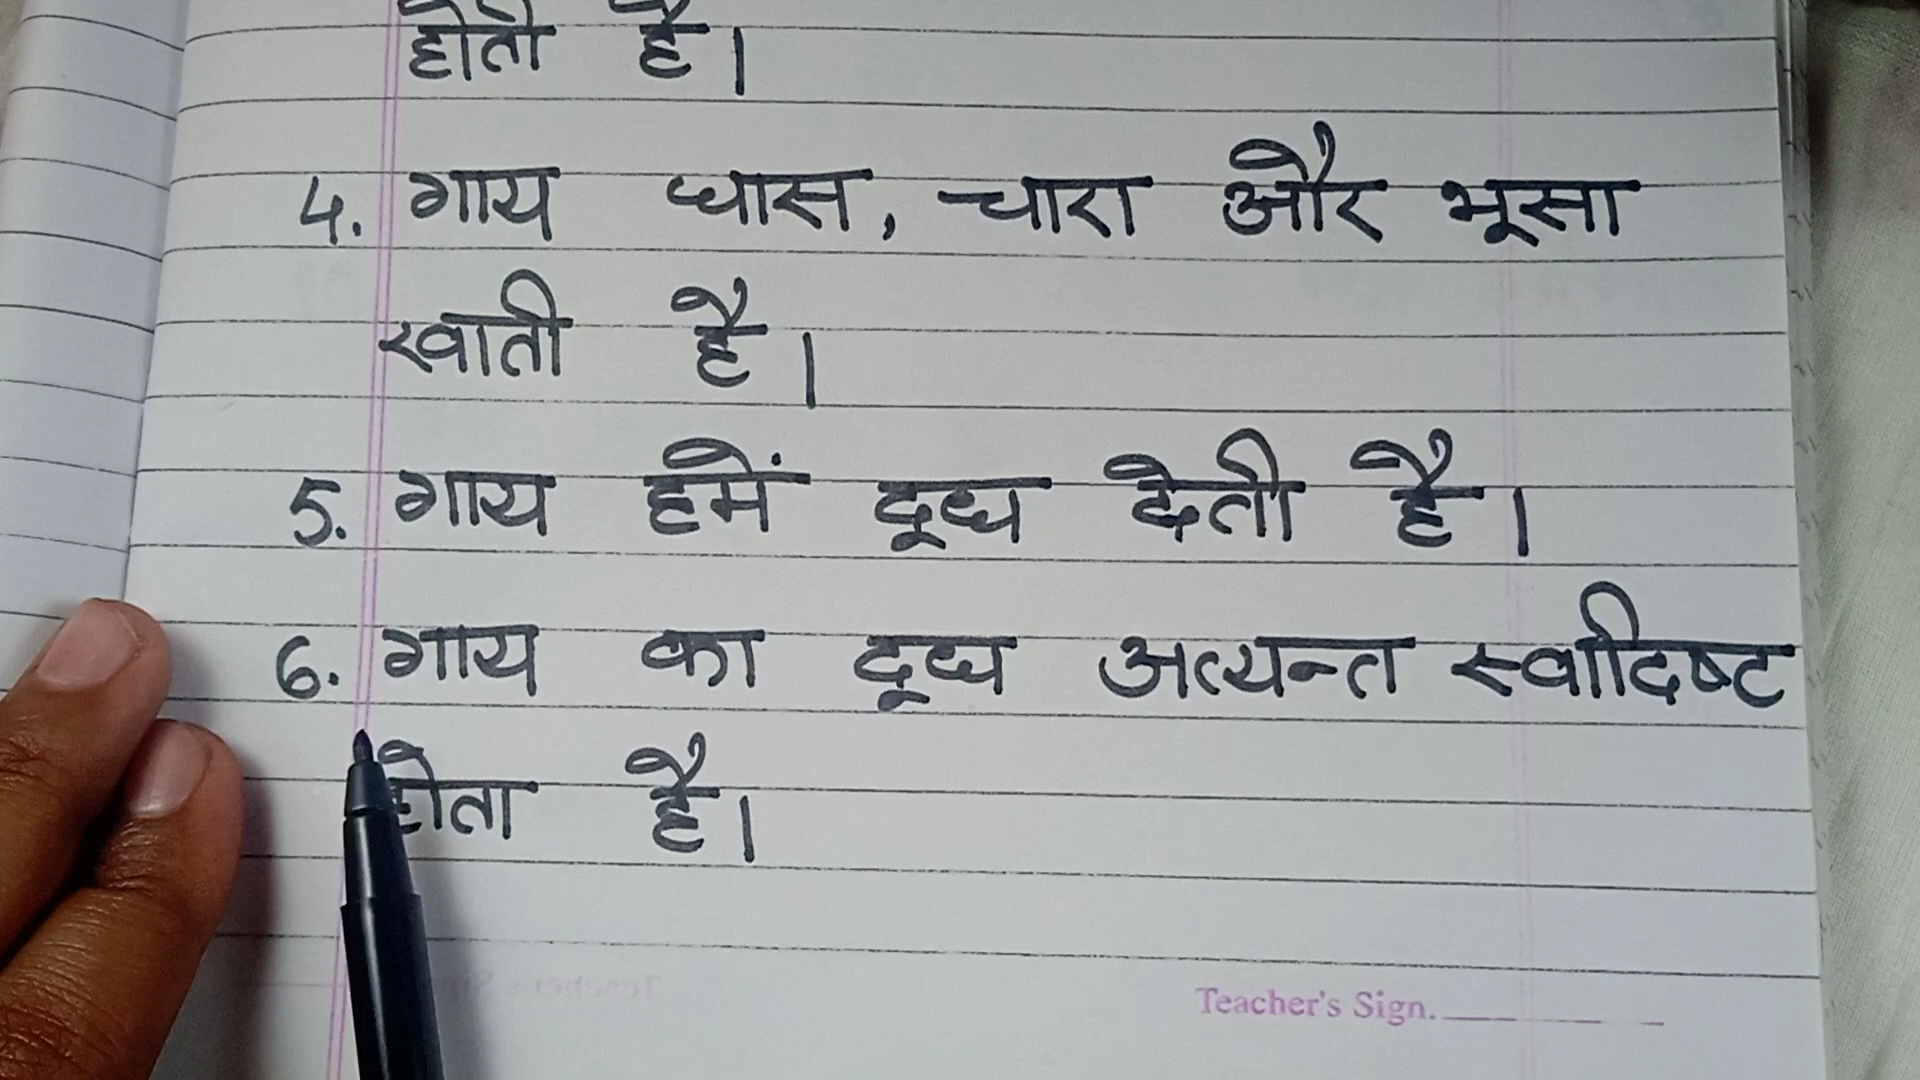 होती है।
4. गाय घास, चारा और भूसा
खाती है।
5. गाय हमें दूध देती है।
6. गाय का दूध अत्यन्त स्वादिष्ट
होता है।
Teacher's Sign.